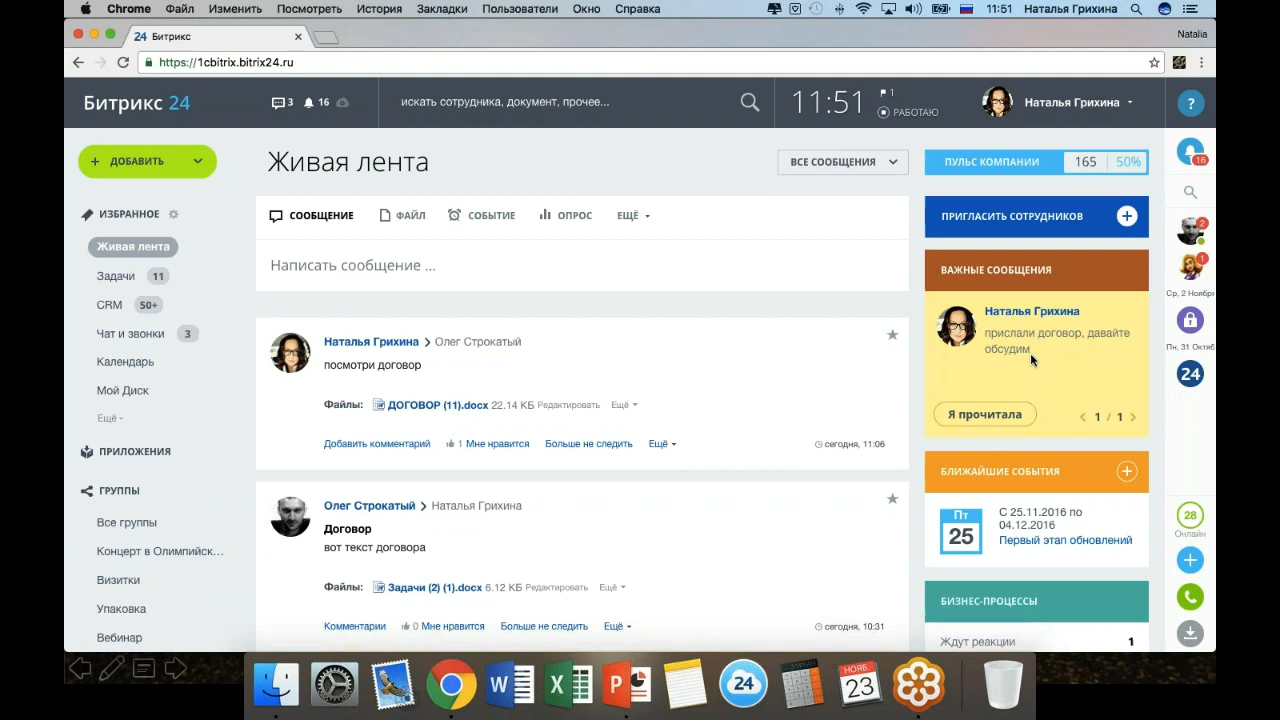 Chrome Файл Изменить Посмотреть История Закладки Пользователи Окно Справка 11:51 Наталья Грихина
24 Битрикс
Natalia
https://1cbitrix.bitrix24.ru
Битрикс 24
3 16
искать сотрудника, документ, прочее...
11:51
1
РАБОТАЮ
Наталья Грихина
?
+ ДОБАВИТЬ
Живая лента
ВСЕ СООБЩЕНИЯ
ПУЛЬС КОМПАНИИ 165 50%
ИЗБРАННОЕ
Живая лента
Задачи 11
CRM 50+
Чат и звонки 3
Календарь
Мой Диск
Ещё
ПРИЛОЖЕНИЯ
ГРУППЫ
Все группы
Концерт в Олимпийск...
Визитки
Упаковка
Вебинар
СООБЩЕНИЕ ФАЙЛ СОБЫТИЕ ОПРОС ЕЩЁ
Написать сообщение ...
Наталья Грихина > Олег Строкатый
посмотри договор
Файлы: ДОГОВОР (11).docx 22.14 КБ Редактировать Ещё
Добавить комментарий 1 Мне нравится Больше не следить Ещё сегодня, 11:06
Олег Строкатый > Наталья Грихина
Договор
вот текст договора
Файлы: Задачи (2) (1).docx 6.12 КБ Редактировать Ещё
Комментарии 0 Мне нравится Больше не следить Ещё сегодня, 10:31
ПРИГЛАСИТЬ СОТРУДНИКОВ +
ВАЖНЫЕ СООБЩЕНИЯ
Наталья Грихина
прислали договор, давайте
обсудим
Я прочитала
1 / 1
БЛИЖАЙШИЕ СОБЫТИЯ +
Пт
25
С 25.11.2016 по
04.12.2016
Первый этап обновлений
БИЗНЕС-ПРОЦЕССЫ
Ждут реакции 1
16
2
1
Ср, 2 Ноября
Пн, 31 Октяб
24
28
Онлайн
W X P 24
НОЯБ.
23